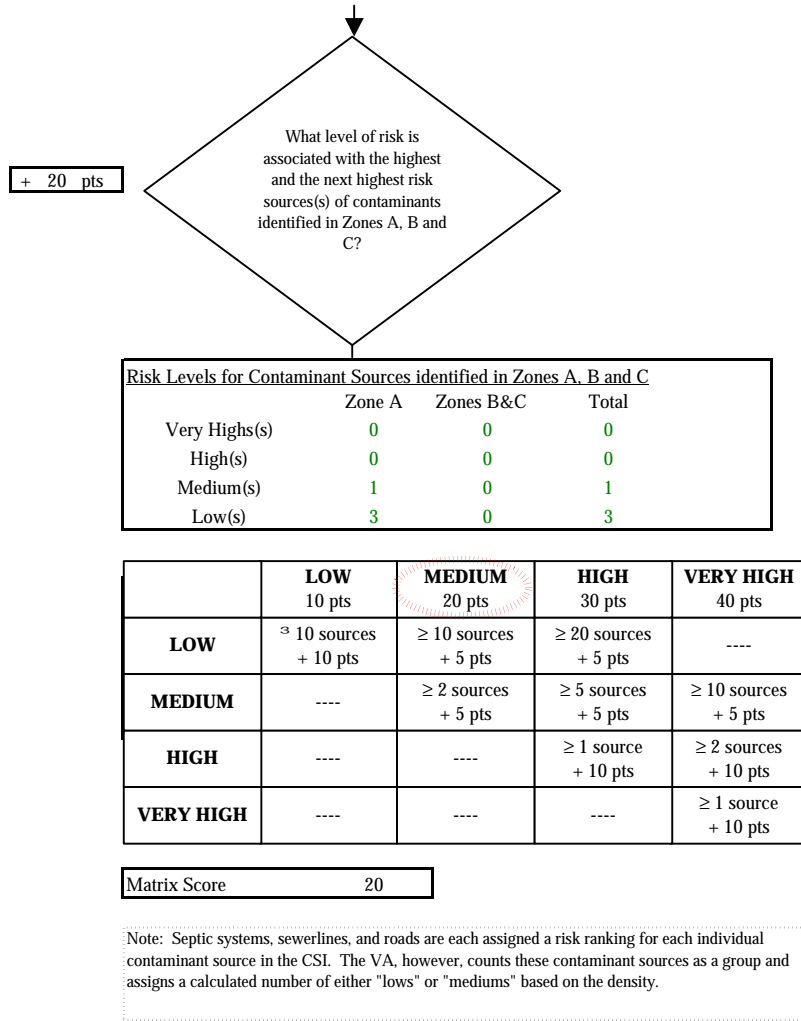 What level of risk is
associated with the highest
and the next highest risk
sources(s) of contaminants
identified in Zones A, B and
C?
+ 20 pts
Risk Levels for Contaminant Sources identified in Zones A, B and C
Zone A Zones B&C Total
Very Highs(s) 0 0 0
High(s) 0 0 0
Medium(s) 1 0 1
Low(s) 3 0 3
LOW MEDIUM HIGH VERY HIGH
10 pts 20 pts 30 pts 40 pts
LOW ³ 10 sources ≥ 10 sources ≥ 20 sources ----
+ 10 pts + 5 pts + 5 pts
MEDIUM ---- ≥ 2 sources ≥ 5 sources ≥ 10 sources
+ 5 pts + 5 pts + 5 pts
HIGH ---- ---- ≥ 1 source ≥ 2 sources
+ 10 pts + 10 pts
VERY HIGH ---- ---- ---- ≥ 1 source
+ 10 pts
Matrix Score 20
Note: Septic systems, sewerlines, and roads are each assigned a risk ranking for each individual
contaminant source in the CSI. The VA, however, counts these contaminant sources as a group and
assigns a calculated number of either "lows" or "mediums" based on the density.